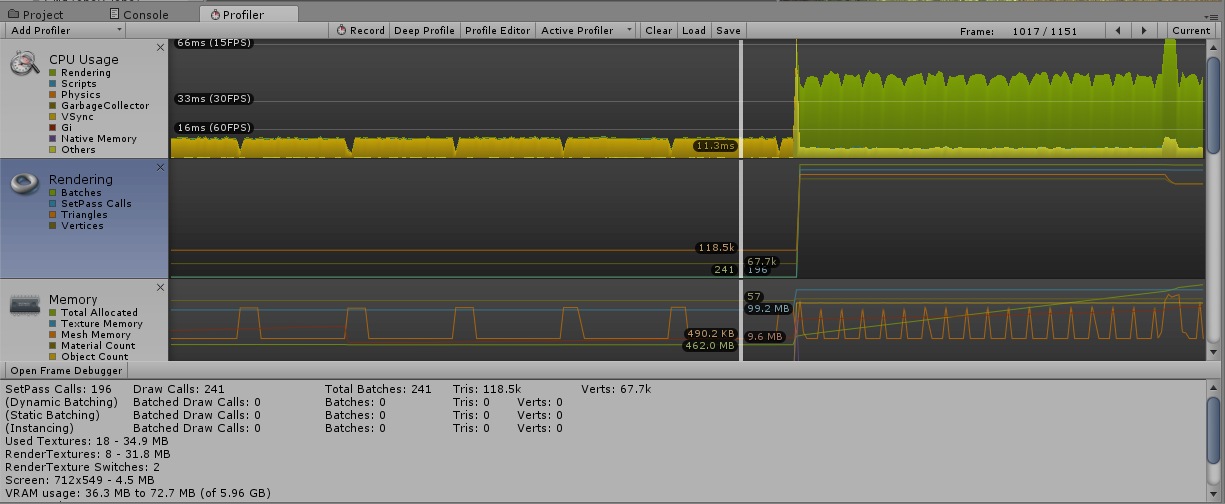 Project Console Profiler
Add Profiler Record Deep Profile Profile Editor Active Profiler Clear Load Save Frame: 1017 / 1151 Current
CPU Usage
Rendering
Scripts
Physics
GarbageCollector
VSync
Gi
Native Memory
Others
66ms (15FPS)
33ms (30FPS)
16ms (60FPS)
11.3ms
Rendering
Batches
SetPass Calls
Triangles
Vertices
118.5k
67.7k
241 196
Memory
Total Allocated
Texture Memory
Mesh Memory
Material Count
Object Count
57
99.2 MB
490.2 KB 9.6 MB
462.0 MB
Open Frame Debugger
SetPass Calls: 196 Draw Calls: 241 Total Batches: 241 Tris: 118.5k Verts: 67.7k
(Dynamic Batching) Batched Draw Calls: 0 Batches: 0 Tris: 0 Verts: 0
(Static Batching) Batched Draw Calls: 0 Batches: 0 Tris: 0 Verts: 0
(Instancing) Batched Draw Calls: 0 Batches: 0 Tris: 0 Verts: 0
Used Textures: 18 - 34.9 MB
RenderTextures: 8 - 31.8 MB
RenderTexture Switches: 2
Screen: 712x549 - 4.5 MB
VRAM usage: 36.3 MB to 72.7 MB (of 5.96 GB)